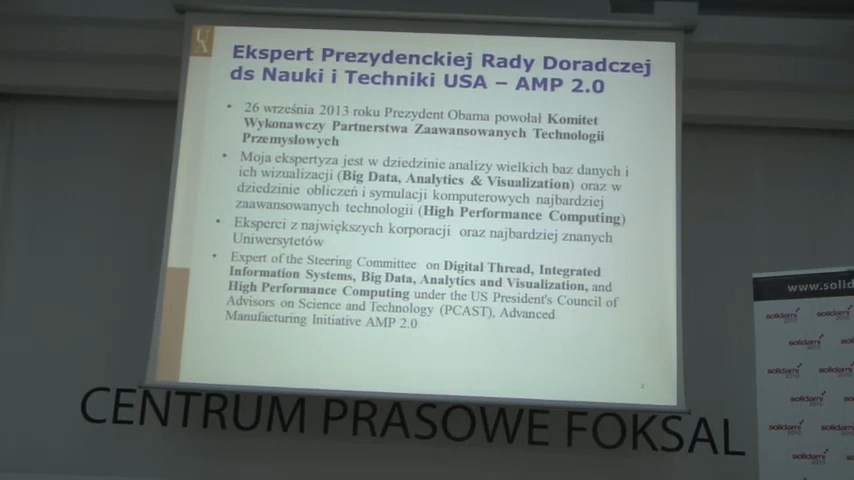 UA
Ekspert Prezydenckiej Rady Doradczej
ds Nauki i Techniki USA – AMP 2.0
• 26 września 2013 roku Prezydent Obama powołał Komitet
Wykonawczy Partnerstwa Zaawansowanych Technologii
Przemysłowych
• Moja ekspertyza jest w dziedzinie analizy wielkich baz danych i
ich wizualizacji (Big Data, Analytics & Visualization) oraz w
dziedzinie obliczeń i symulacji komputerowych najbardziej
zaawansowanych technologii (High Performance Computing)
• Eksperci z największych korporacji oraz najbardziej znanych
Uniwersytetów
• Expert of the Steering Committee on Digital Thread, Integrated
Information Systems, Big Data, Analytics and Visualization, and
High Performance Computing under the US President's Council of
Advisors on Science and Technology (PCAST), Advanced
Manufacturing Initiative AMP 2.0
2
CENTRUM PRASOWE FOKSAL
www.solid
solidarni
2010